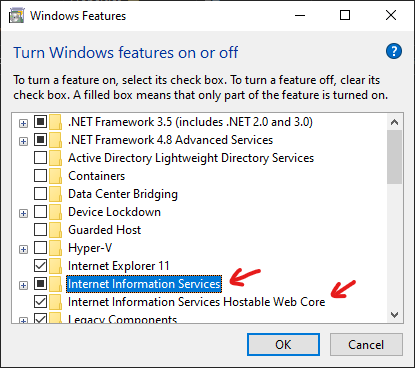 Windows Features
Turn Windows features on or off
To turn a feature on, select its check box. To turn a feature off, clear its
check box. A filled box means that only part of the feature is turned on.
.NET Framework 3.5 (includes .NET 2.0 and 3.0)
.NET Framework 4.8 Advanced Services
Active Directory Lightweight Directory Services
Containers
Data Center Bridging
Device Lockdown
Guarded Host
Hyper-V
Internet Explorer 11
Internet Information Services
Internet Information Services Hostable Web Core
Legacy Components
OK
Cancel